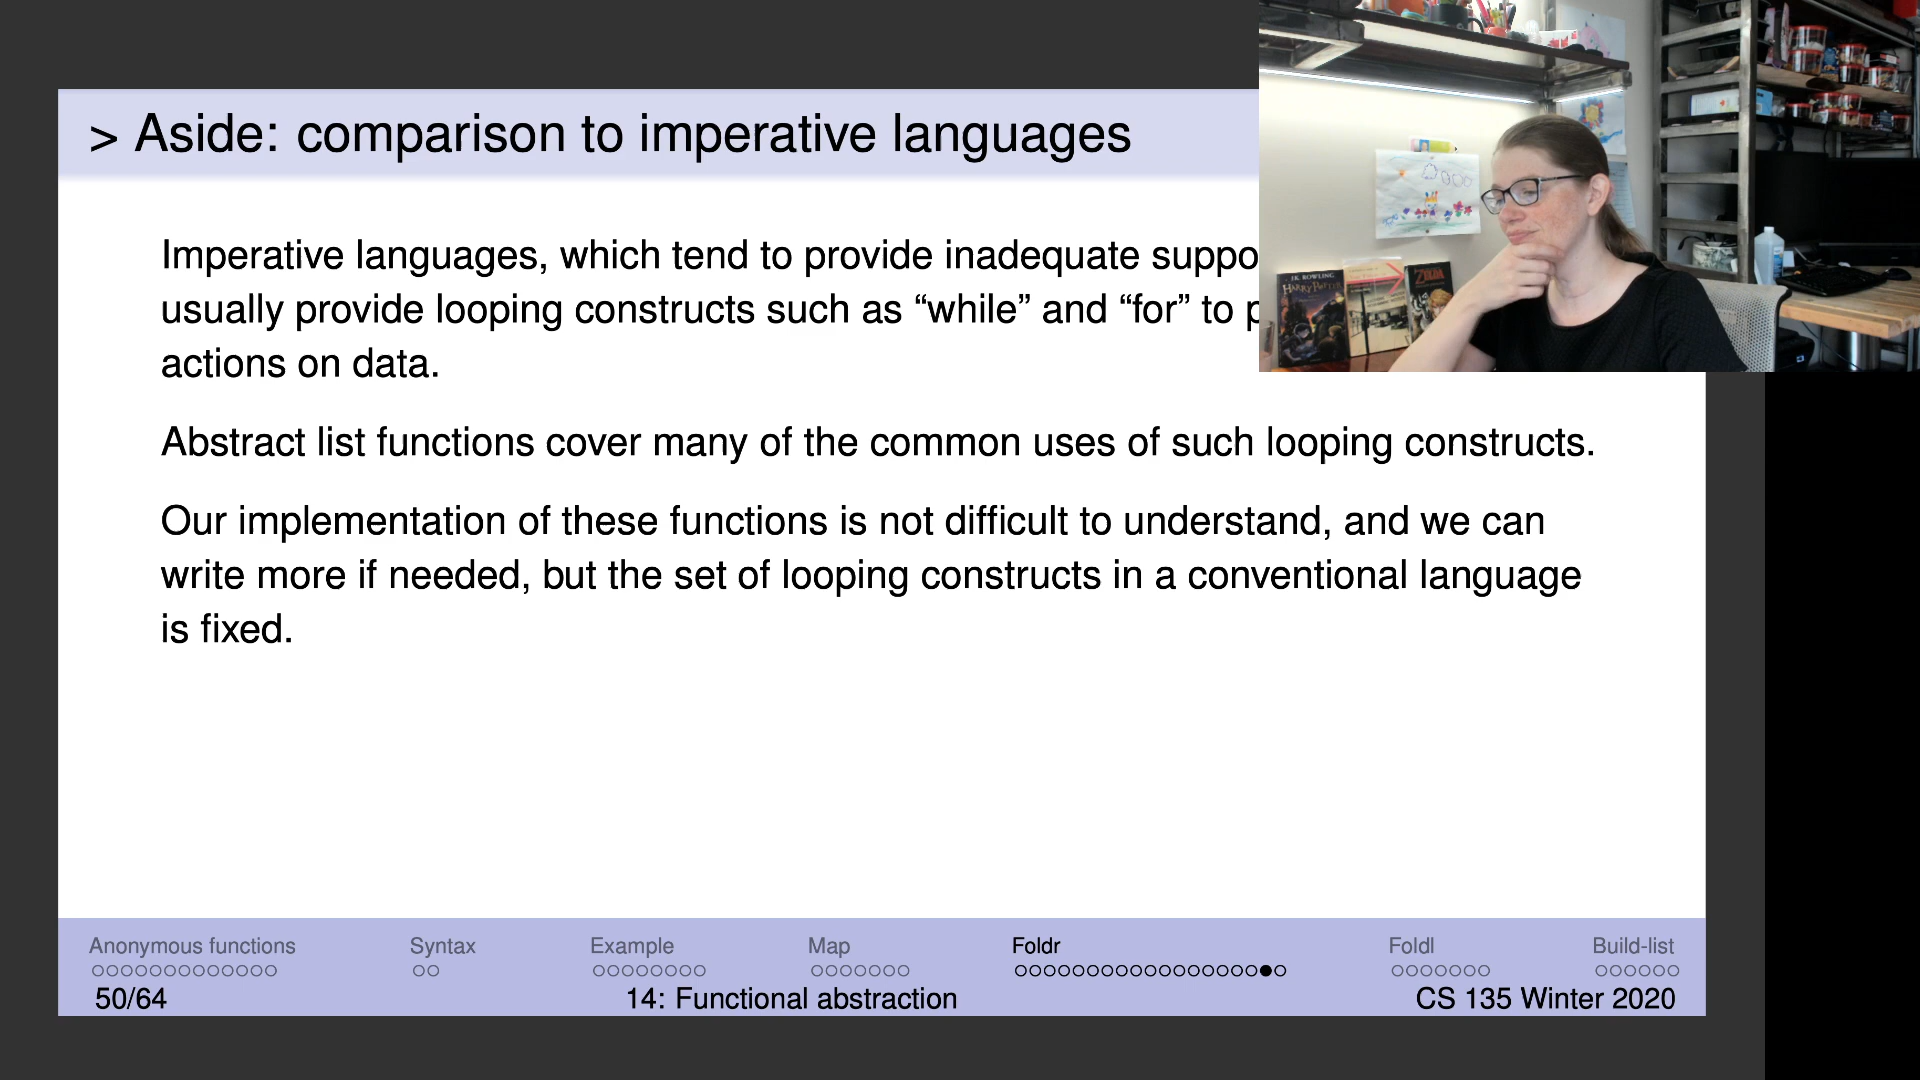 > Aside: comparison to imperative languages
Imperative languages, which tend to provide inadequate
usually provide looping constructs such as “while” and “for” to
actions on data.
Abstract list functions cover many of the common uses of such looping constructs.
Our implementation of these functions is not difficult to understand, and we can
write more if needed, but the set of looping constructs in a conventional language
is fixed.
J.K. ROWLING
HARRY POTTER
ZELDA
Anonymous functions Syntax Example Map Foldr Foldl Build-list
50/64 14: Functional abstraction CS 135 Winter 2020